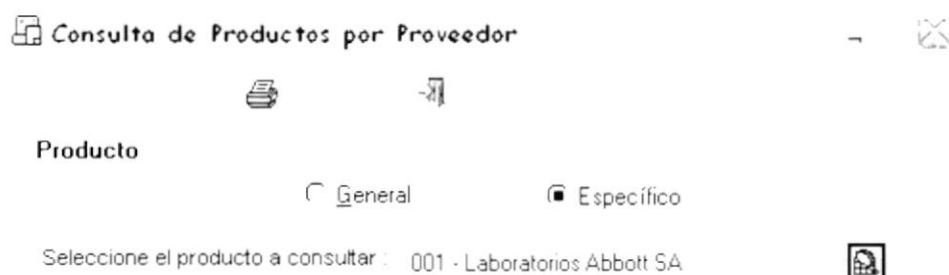 Consulta de Productos por Proveedor
Producto
General Específico
Seleccione el producto a consultar : 001 - Laboratorios Abbott SA